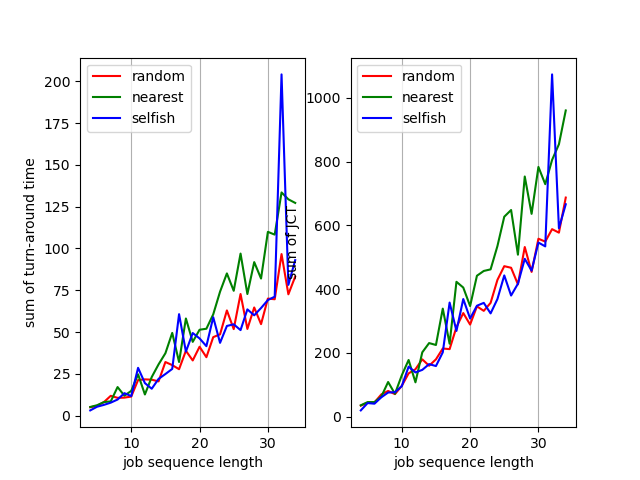 random
nearest
selfish
200
175
150
125
100
75
50
25
0
10
20
30
job sequence length
sum of turn-around time
random
nearest
selfish
1000
800
600
400
200
0
10
20
30
job sequence length
sum of JCT